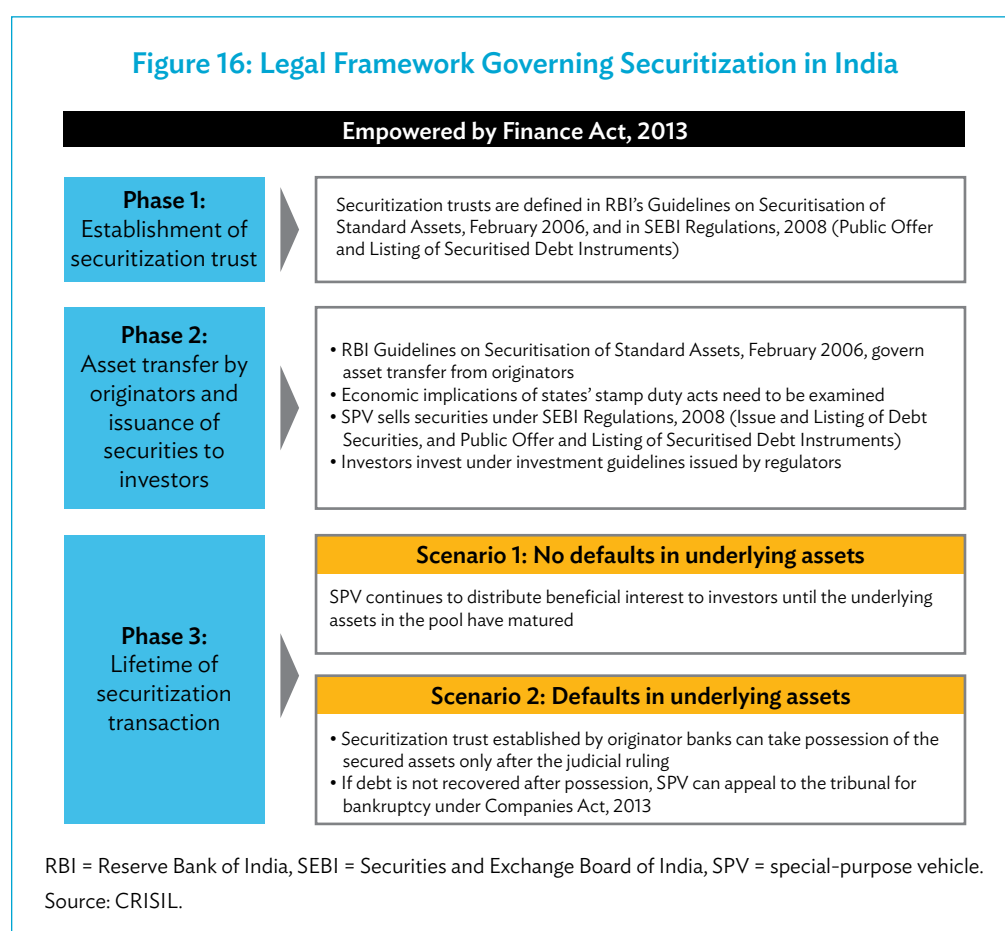 Figure 16: Legal Framework Governing Securitization in India
Empowered by Finance Act, 2013
Phase 1:
Establishment of
securitization trust
Securitization trusts are defined in RBI's Guidelines on Securitisation of
Standard Assets, February 2006, and in SEBI Regulations, 2008 (Public Offer
and Listing of Securitised Debt Instruments)
Phase 2:
Asset transfer by
originators and
issuance of
securities to
investors
• RBI Guidelines on Securitisation of Standard Assets, February 2006, govern
asset transfer from originators
• Economic implications of states' stamp duty acts need to be examined
• SPV sells securities under SEBI Regulations, 2008 (Issue and Listing of Debt
Securities, and Public Offer and Listing of Securitised Debt Instruments)
• Investors invest under investment guidelines issued by regulators
Phase 3:
Lifetime of
securitization
transaction
Scenario 1: No defaults in underlying assets
SPV continues to distribute beneficial interest to investors until the underlying
assets in the pool have matured
Scenario 2: Defaults in underlying assets
• Securitization trust established by originator banks can take possession of the
secured assets only after the judicial ruling
• If debt is not recovered after possession, SPV can appeal to the tribunal for
bankruptcy under Companies Act, 2013
RBI = Reserve Bank of India, SEBI = Securities and Exchange Board of India, SPV = special-purpose vehicle.
Source: CRISIL.